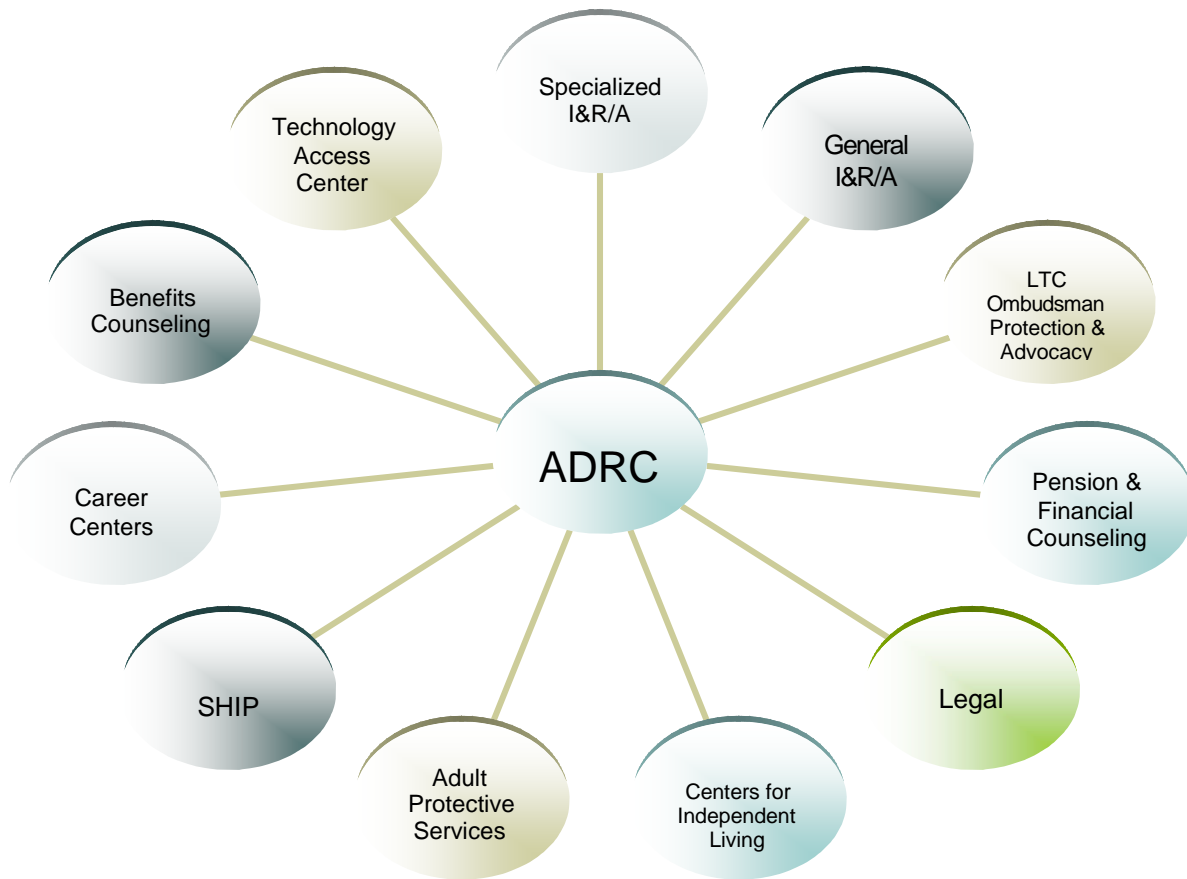 Specialized
I&R/A
General
I&R/A
LTC
Ombudsman
Protection &
Advocacy
Pension &
Financial
Counseling
Legal
Centers for
Independent
Living
Adult
Protective
Services
SHIP
Career
Centers
Benefits
Counseling
Technology
Access
Center
ADRC